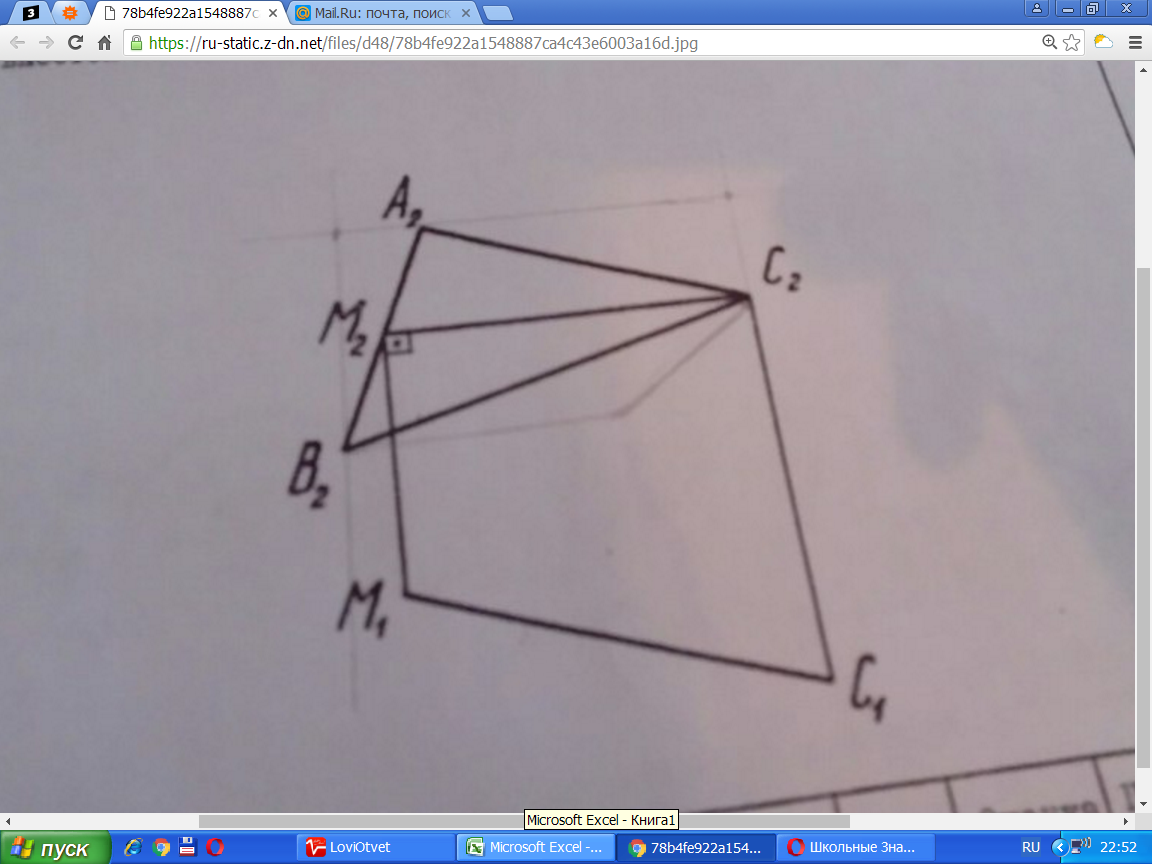 З
78b4fe922a1548887c
Mail.Ru: почта, поиск
https://ru-static.z-dn.net/files/d48/78b4fe922a1548887ca4c43e6003a16d.jpg
A₂
C₂
M₂
B₂
M₁
C₁
Microsoft Excel - Книга1
пуск
LoviOtvet
Microsoft Excel -...
78b4fe922a154...
Школьные Зна...
RU
22:52